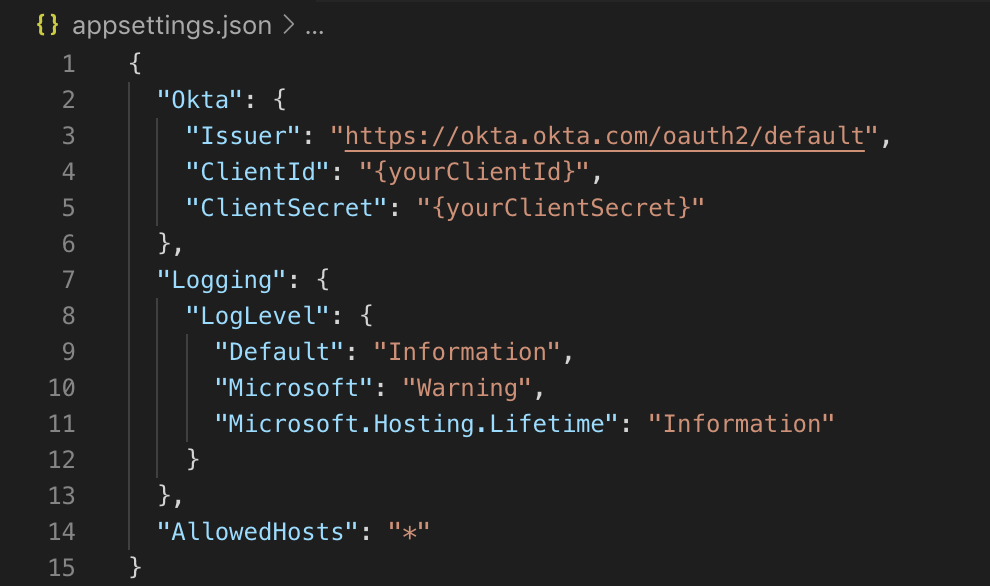 {} appsettings.json > ...
1 {
2 "Okta": {
3 "Issuer": "https://okta.okta.com/oauth2/default",
4 "ClientId": "{yourClientId}",
5 "ClientSecret": "{yourClientSecret}"
6 },
7 "Logging": {
8 "LogLevel": {
9 "Default": "Information",
10 "Microsoft": "Warning",
11 "Microsoft.Hosting.Lifetime": "Information"
12 }
13 },
14 "AllowedHosts": "*"
15 }